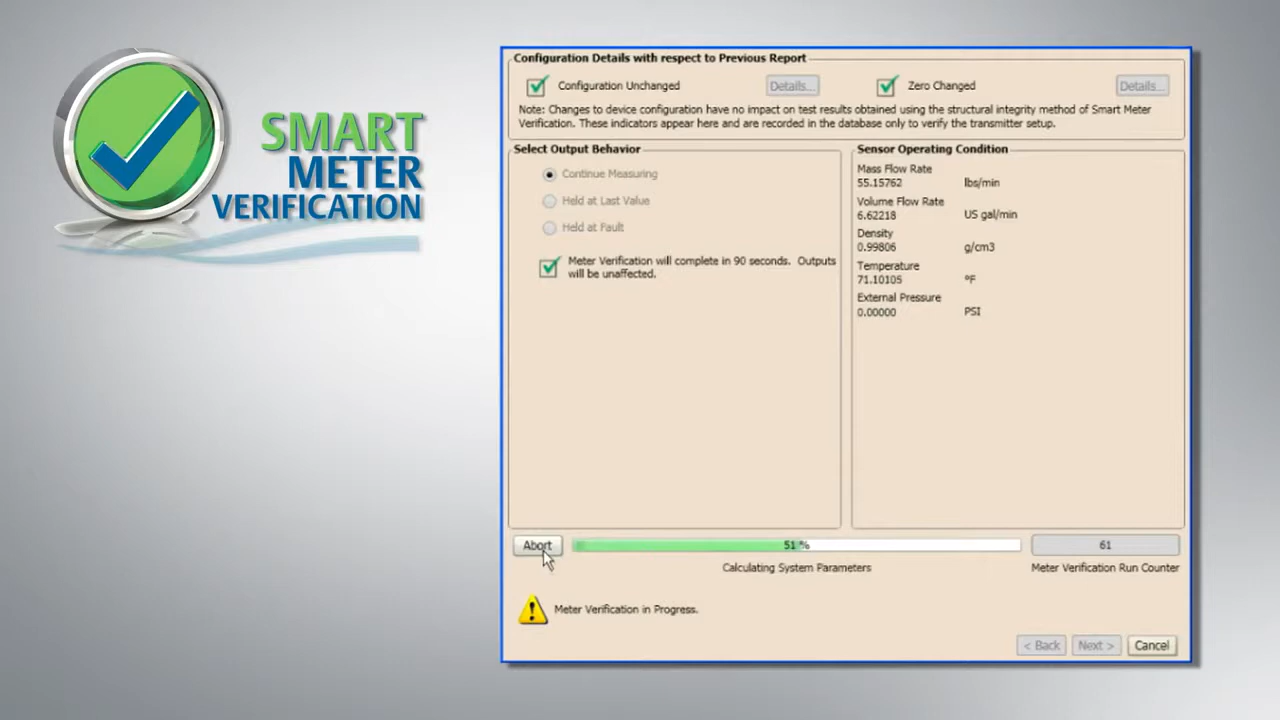 SMART
METER
VERIFICATION
Configuration Details with respect to Previous Report
Configuration Unchanged
Details...
Zero Changed
Details...
Note: Changes to device configuration have no impact on test results obtained using the structural integrity method of Smart Meter
Verification. These indicators appear here and are recorded in the database only to verify the transmitter setup.
Select Output Behavior
Continue Measuring
Held at Last Value
Held at Fault
Meter Verification will complete in 90 seconds. Outputs
will be unaffected.
Sensor Operating Condition
Mass Flow Rate
55.15762 lbs/min
Volume Flow Rate
6.62218 US gal/min
Density
0.99806 g/cm3
Temperature
71.10105 °F
External Pressure
0.00000 PSI
Abort
51 %
61
Calculating System Parameters
Meter Verification Run Counter
Meter Verification in Progress.
< Back
Next >
Cancel